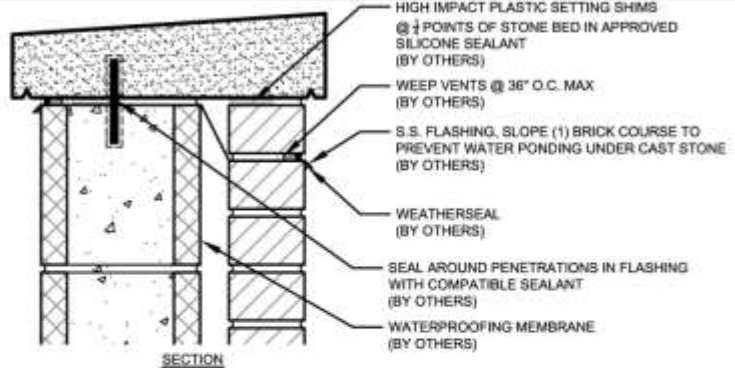 HIGH IMPACT PLASTIC SETTING SHIMS
@ ¼ POINTS OF STONE BED IN APPROVED
SILICONE SEALANT
(BY OTHERS)
WEEP VENTS @ 36" O.C. MAX
(BY OTHERS)
S.S. FLASHING, SLOPE (1) BRICK COURSE TO
PREVENT WATER PONDING UNDER CAST STONE
(BY OTHERS)
WEATHERSEAL
(BY OTHERS)
SEAL AROUND PENETRATIONS IN FLASHING
WITH COMPATIBLE SEALANT
(BY OTHERS)
WATERPROOFING MEMBRANE
(BY OTHERS)
SECTION